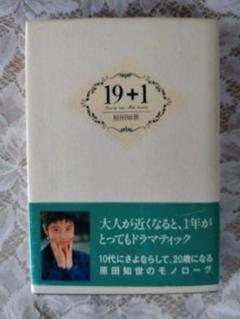 19+1
原田知世
大人が近くなると、1年が
とってもドラマティック
10代にさよならして、20歳になる
原田知世のモノローグ。